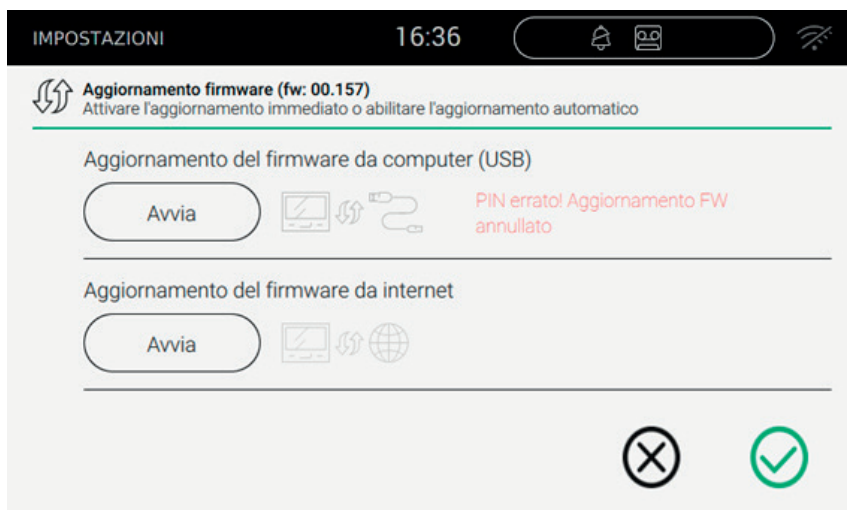 IMPOSTAZIONI 16:36
Aggiornamento firmware (fw: 00.157)
Attivare l'aggiornamento immediato o abilitare l'aggiornamento automatico
Aggiornamento del firmware da computer (USB)
Avvia
PIN errato! Aggiornamento FW
annullato
Aggiornamento del firmware da internet
Avvia